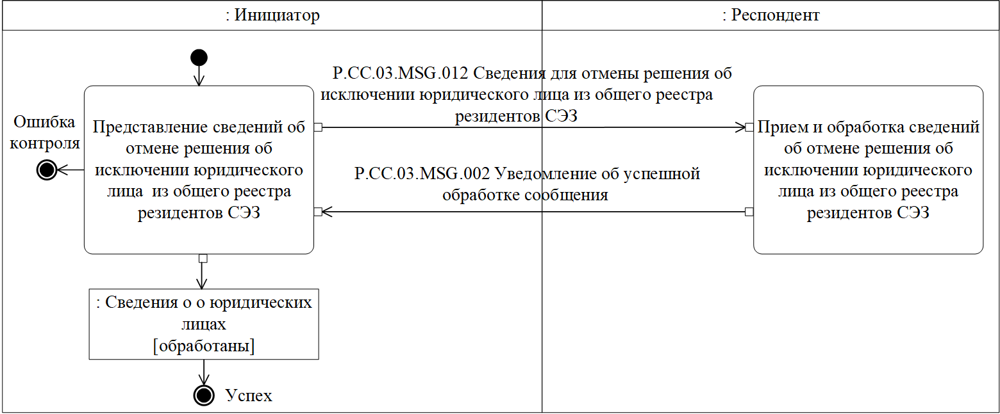 : Инициатор
: Респондент
P.CC.03.MSG.012 Сведения для отмены решения об
исключении юридического лица из общего реестра
резидентов СЭЗ
Ошибка
контроля
Представление сведений об
отмене решения об
исключении юридического
лица из общего реестра
резидентов СЭЗ
Прием и обработка сведений
об отмене решения об
исключении юридического
лица из общего реестра
резидентов СЭЗ
P.CC.03.MSG.002 Уведомление об успешной
обработке сообщения
: Сведения о о юридических
лицах
[обработаны]
Успех